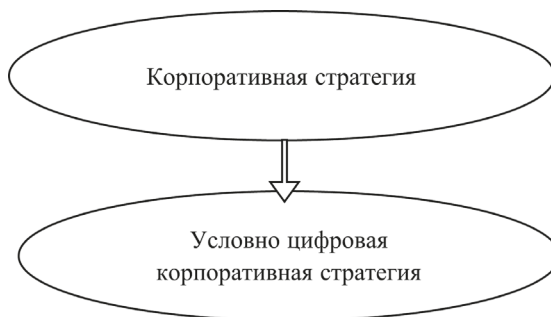 Корпоративная стратегия
Условно цифровая
корпоративная стратегия